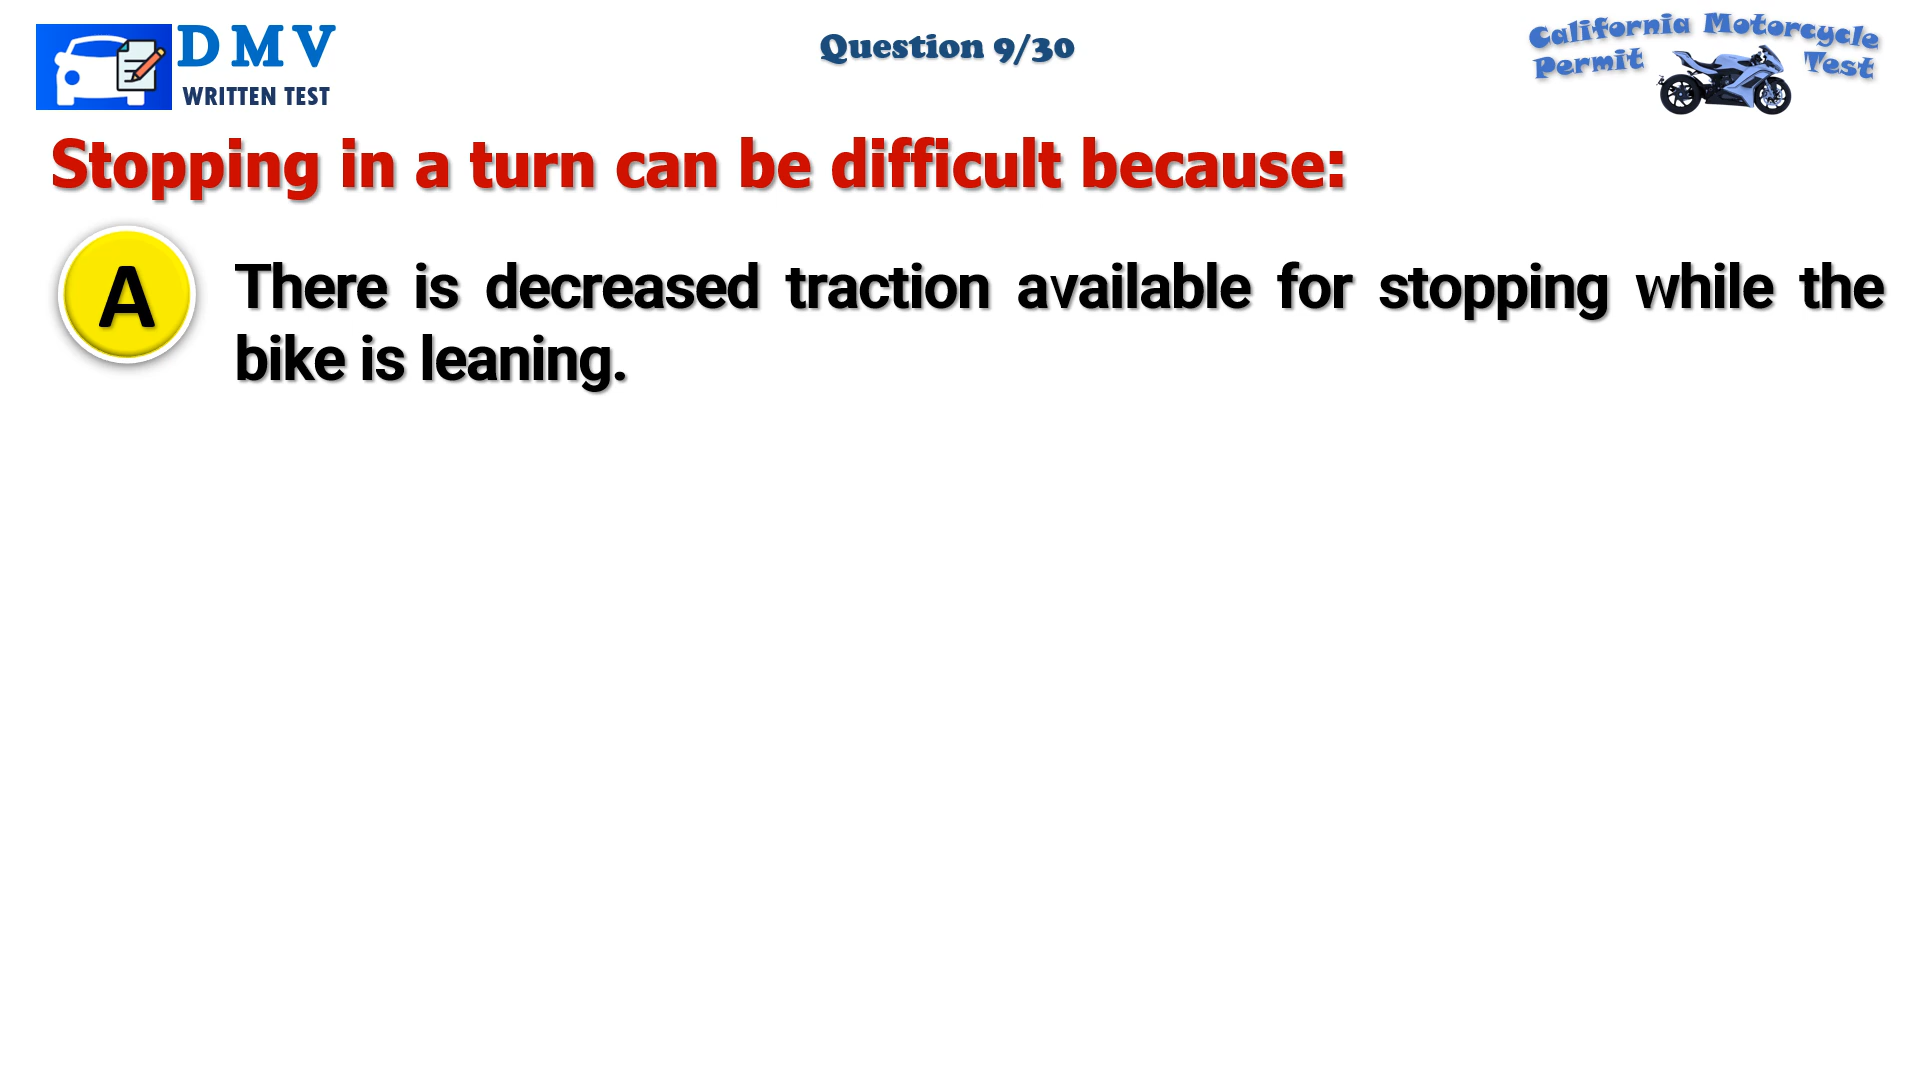 DMV
WRITTEN TEST
Question 9/30
California Motorcycle
Permit Test
Stopping in a turn can be difficult because:
A
There is decreased traction available for stopping while the
bike is leaning.